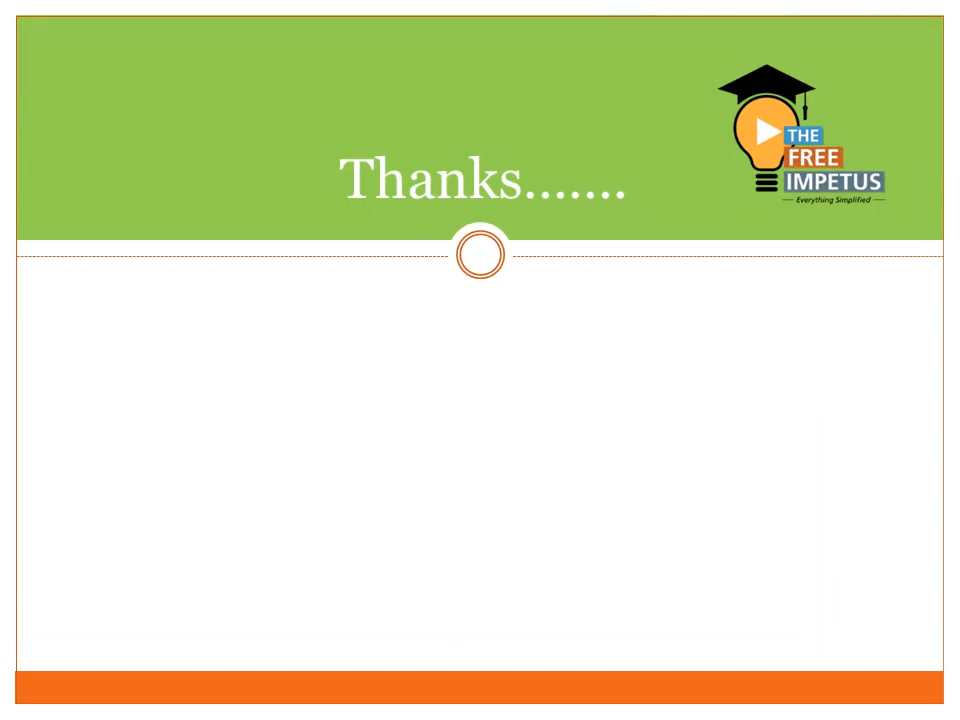 Thanks.......
THE
FREE
IMPETUS
Everything Simplified